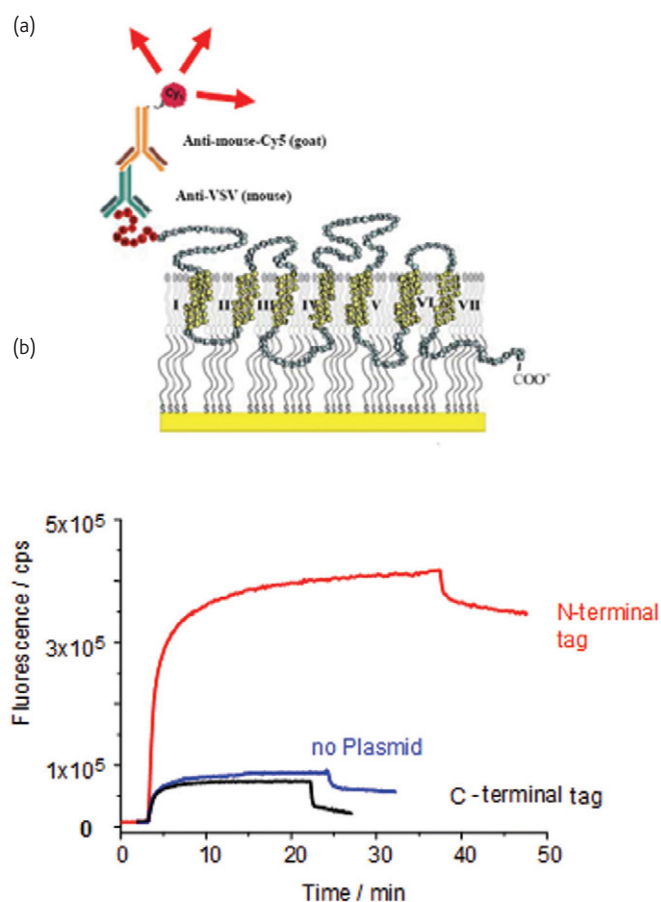 (a)
Cy5
Anti-mouse-Cy5 (goat)
Anti-VSV (mouse)
I II III IV V VI VII
(b)
COO⁻
S S S S S S S S S S S S S S S S S S S S S S S S S S S S
5x10⁵
3x10⁵
1x10⁵
0
Fluorescence / cps
N-terminal
tag
no Plasmid
C -terminal tag
0 10 20 30 40 50
Time / min